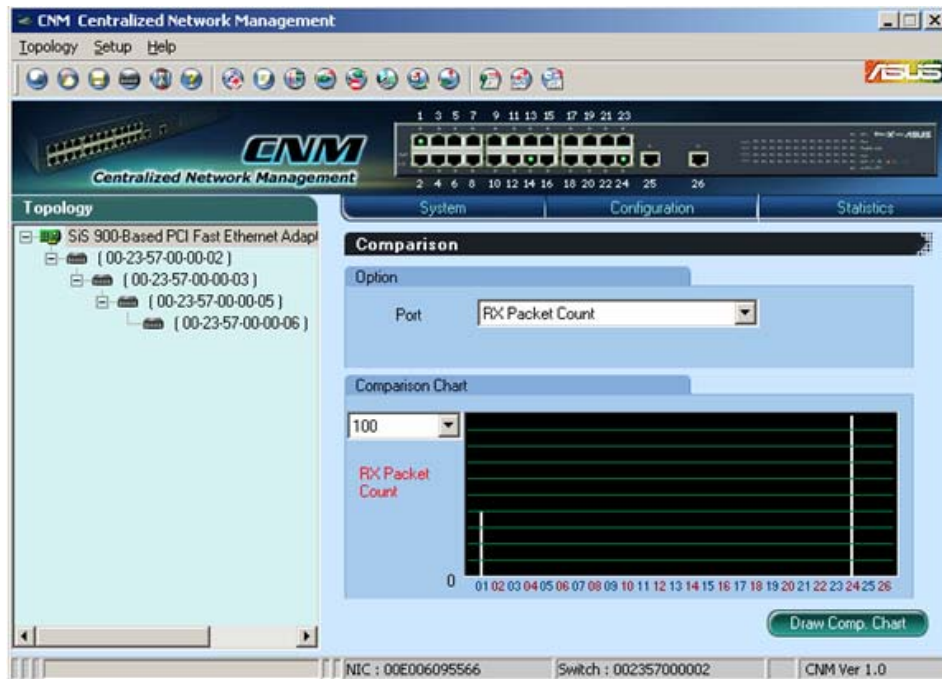 CNM Centralized Network Management
Topology Setup Help
ASUS
1 3 5 7 9 11 13 15 17 19 21 23
CNM
Centralized Network Management
2 4 6 8 10 12 14 16 18 20 22 24 25 26
Topology
System Configuration Statistics
SiS 900-Based PCI Fast Ethernet Adapt
( 00-23-57-00-00-02 )
( 00-23-57-00-00-03 )
( 00-23-57-00-00-05 )
( 00-23-57-00-00-06 )
Comparison
Option
Port RX Packet Count
Comparison Chart
100
RX Packet
Count
0
01 02 03 04 05 06 07 08 09 10 11 12 13 14 15 16 17 18 19 20 21 22 23 24 25 26
Draw Comp. Chart
NIC : 00E006095566 Switch : 002357000002 CNM Ver 1.0